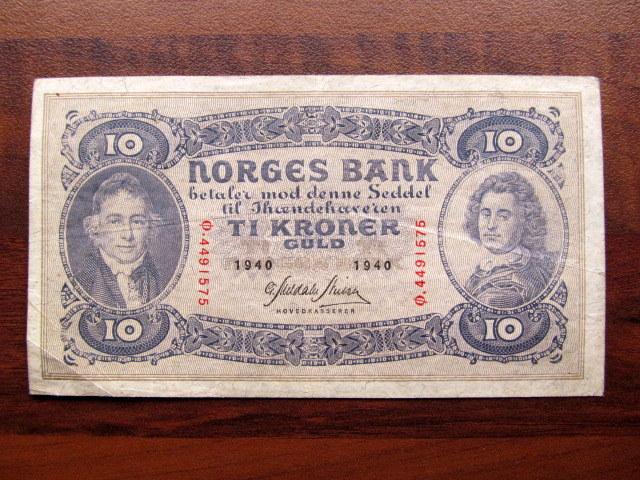 10 10
NORGES BANK
betaler mod denne Seddel
til Ihændehaveren
TI KRONER
GULD
1940 1940
HOVEDKASSERER
Ø.4491575
Ø.4491575
10 10